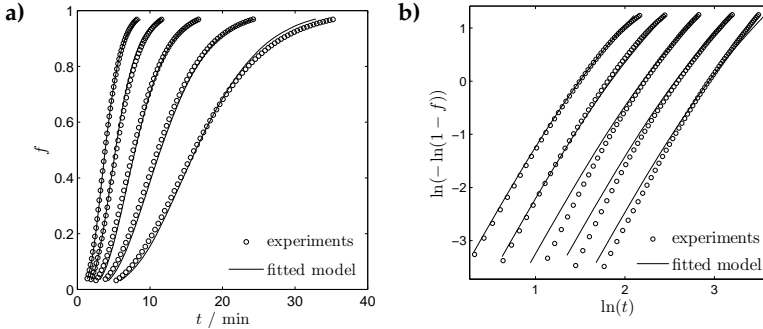 a)
1
0.8
0.6
0.4
0.2
0
f
0
10
20
30
40
t / min
experiments
fitted model
b)
1
0
−1
−2
−3
ln(− ln(1 − f))
1
2
3
ln(t)
experiments
fitted model